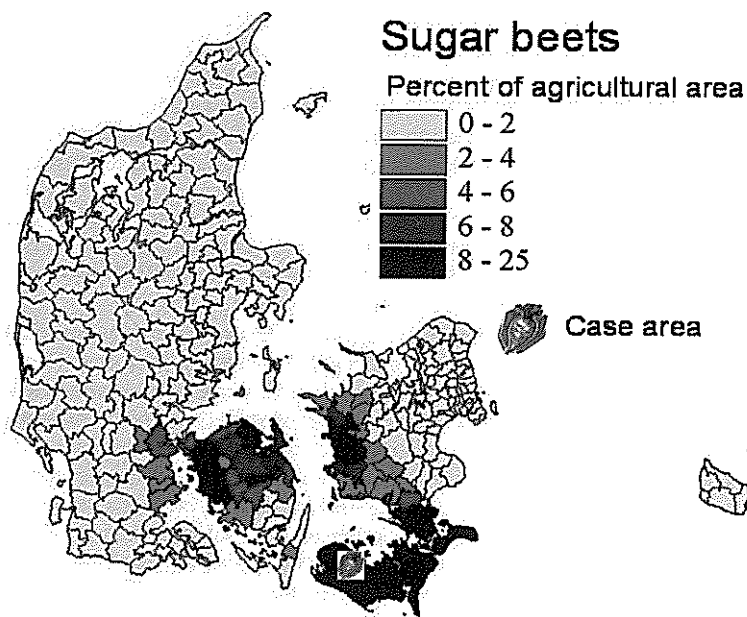 Sugar beets
Percent of agricultural area
0 - 2
2 - 4
4 - 6
6 - 8
8 - 25
Case area